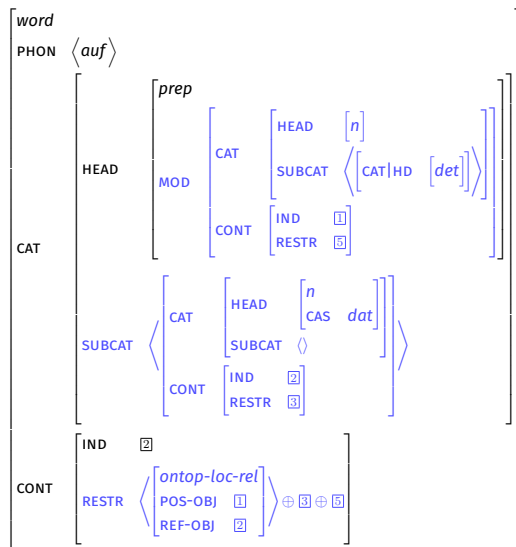 word
PHON ⟨auf⟩
prep
HEAD [n]
CAT
HEAD SUBCAT ⟨[CAT|HD [det]]⟩
MOD
IND 1
CONT
RESTR 5
CAT
n
HEAD
CAT CAS dat
SUBCAT ⟨⟩
SUBCAT
IND 2
CONT
RESTR 3
IND 2
ontop-loc-rel
CONT
RESTR ⟨[POS-OBJ 1]⟩ ⊕ 3 ⊕ 5
REF-OBJ 2